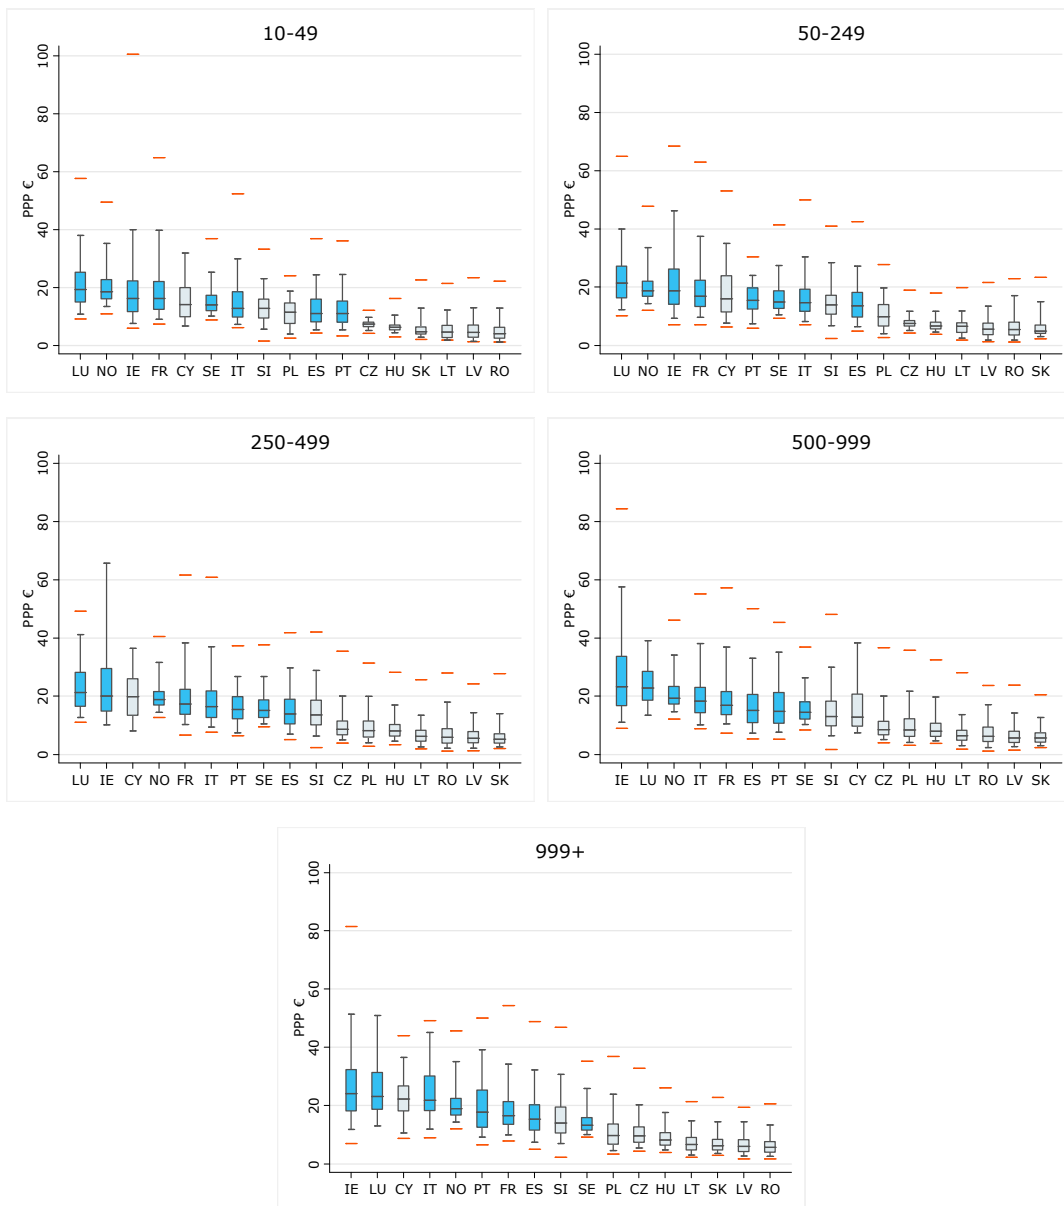 10-49
PPP €
0 20 40 60 80 100
LU NO IE FR CY SE IT SI PL ES PT CZ HU SK LT LV RO
50-249
PPP €
0 20 40 60 80 100
LU NO IE FR CY PT SE IT SI ES PL CZ HU LT LV RO SK
250-499
PPP €
0 20 40 60 80 100
LU IE CY NO FR IT PT SE ES SI CZ PL HU LT RO LV SK
500-999
PPP €
0 20 40 60 80 100
IE LU NO IT FR ES PT SE SI CY CZ PL HU LT RO LV SK
999+
PPP €
0 20 40 60 80 100
IE LU CY IT NO PT FR ES SI SE PL CZ HU LT SK LV RO